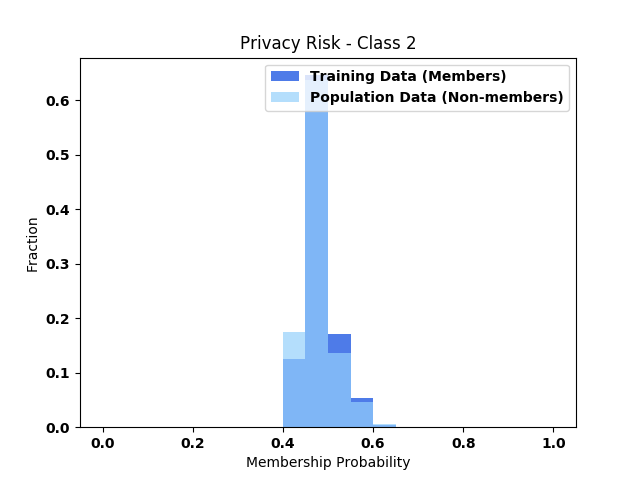 Privacy Risk - Class 2
Training Data (Members)
Population Data (Non-members)
0.6
0.5
0.4
0.3
0.2
0.1
0.0
Fraction
0.0 0.2 0.4 0.6 0.8 1.0
Membership Probability